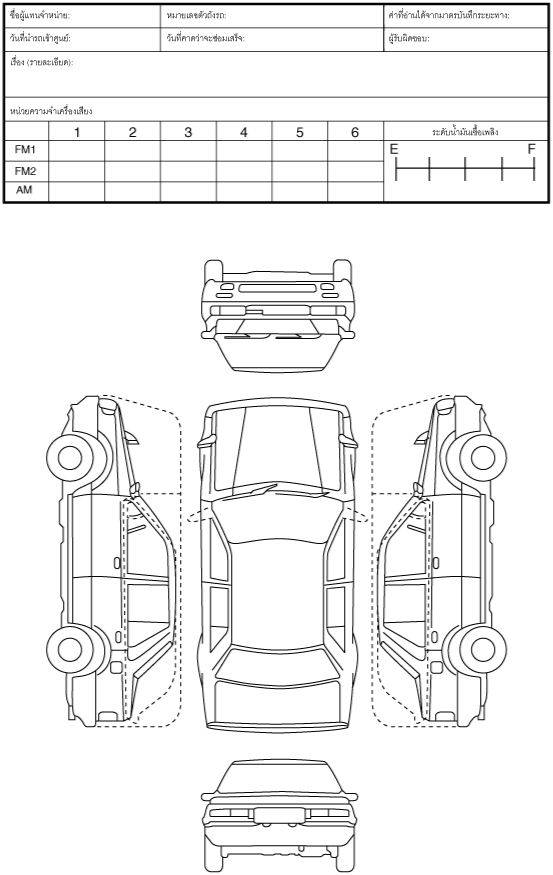 ชื่อผู้แทนจำหน่าย: หมายเลขตัวถังรถ: ค่าที่อ่านได้จากมาตรบันทึกระยะทาง:
วันที่นำรถเข้าศูนย์: วันที่คาดว่าจะซ่อมเสร็จ: ผู้รับผิดชอบ:
เรื่อง (รายละเอียด):
หน่วยความจำเครื่องเสียง
1 2 3 4 5 6 ระดับน้ำมันเชื้อเพลิง
FM1 E F
FM2
AM